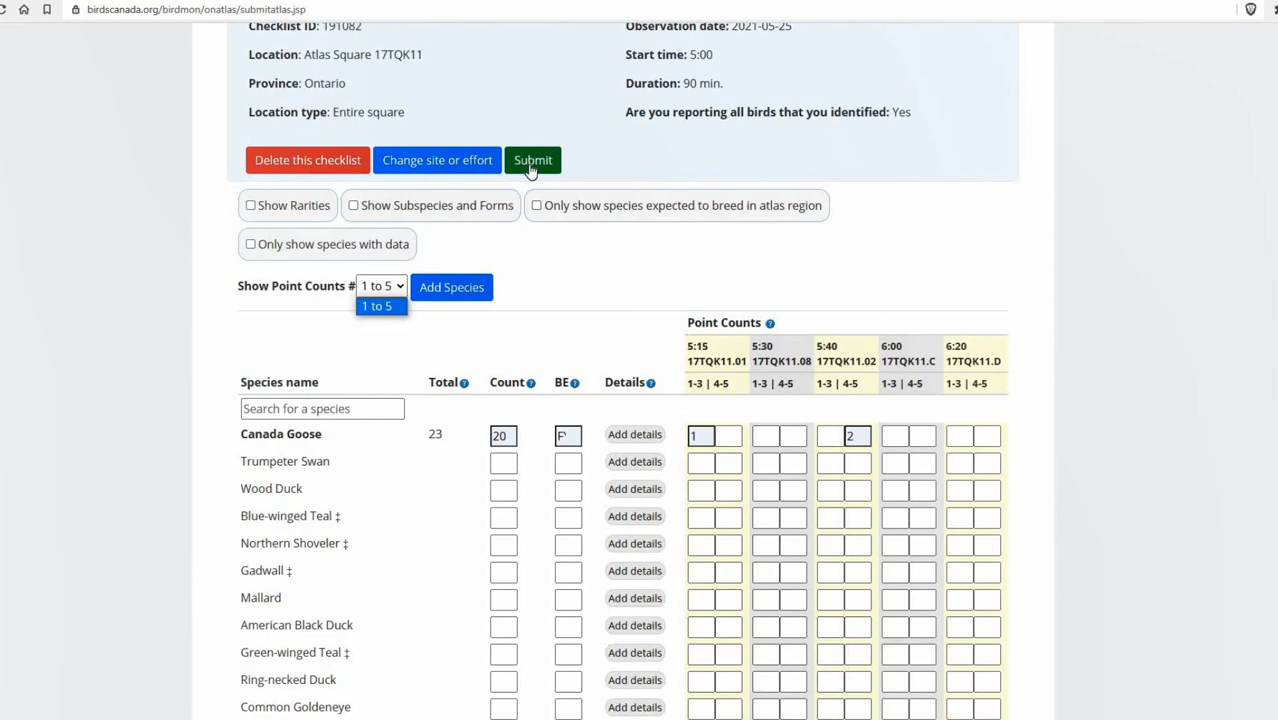 birdscanada.org/birdmon/onatlas/submitatlas.jsp
Checklist ID: 191082
Observation date: 2021-05-25
Location: Atlas Square 17TQK11
Start time: 5:00
Province: Ontario
Duration: 90 min.
Location type: Entire square
Are you reporting all birds that you identified: Yes
Delete this checklist Change site or effort Submit
Show Rarities Show Subspecies and Forms Only show species expected to breed in atlas region
Only show species with data
Show Point Counts # 1 to 5 Add Species
1 to 5
Point Counts ?
5:15 5:30 5:40 6:00 6:20
17TQK11.01 17TQK11.08 17TQK11.02 17TQK11.C 17TQK11.D
Species name Total ? Count ? BE ? Details ? 1-3 | 4-5 1-3 | 4-5 1-3 | 4-5 1-3 | 4-5 1-3 | 4-5
Search for a species
Canada Goose 23 20 Add details 1 2
Trumpeter Swan Add details
Wood Duck Add details
Blue-winged Teal ‡ Add details
Northern Shoveler ‡ Add details
Gadwall ‡ Add details
Mallard Add details
American Black Duck Add details
Green-winged Teal ‡ Add details
Ring-necked Duck Add details
Common Goldeneye Add details